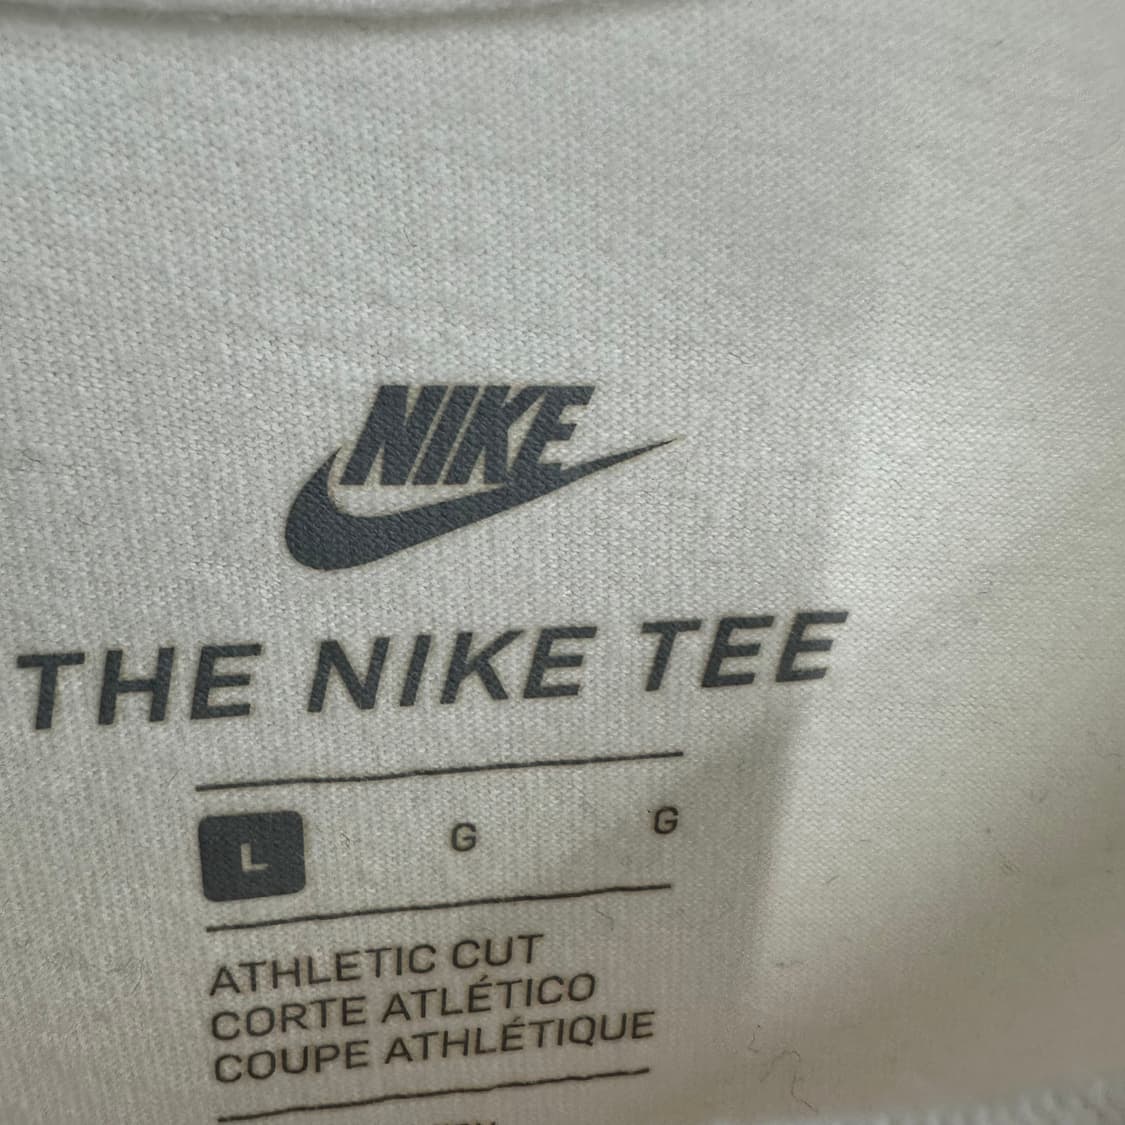 NIKE
THE NIKE TEE
L G G
ATHLETIC CUT
CORTE ATLÉTICO
COUPE ATHLÉTIQUE